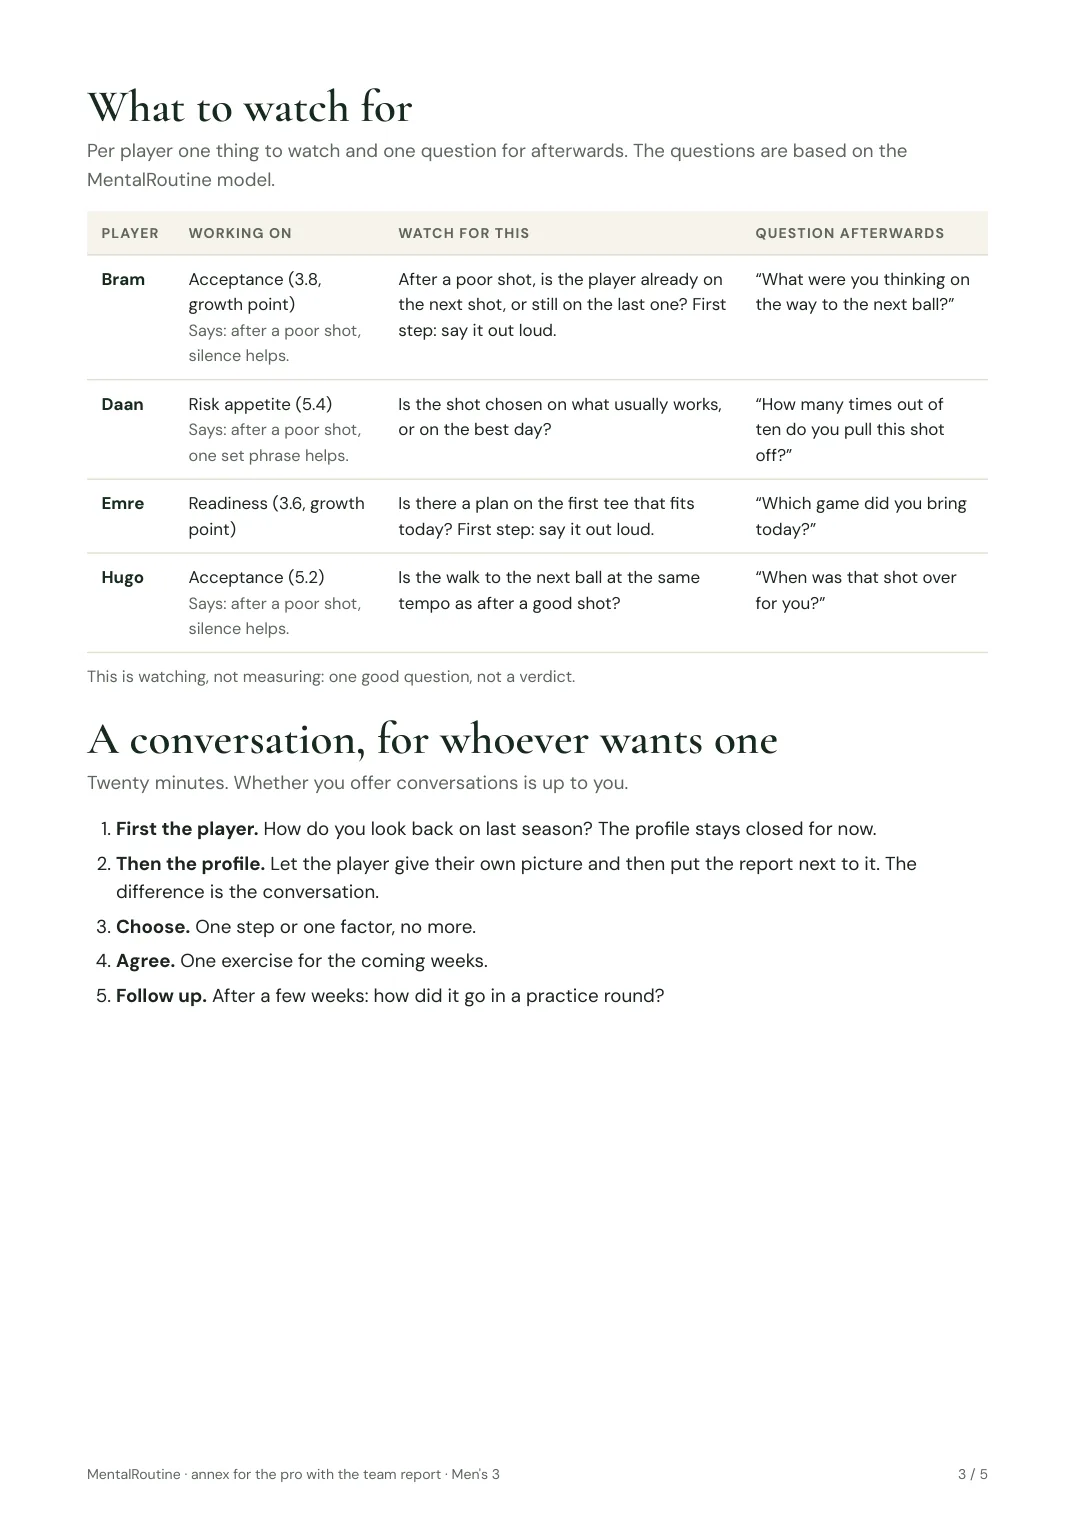 What to watch for
Per player one thing to watch and one question for afterwards. The questions are based on the
MentalRoutine model.
PLAYER WORKING ON WATCH FOR THIS QUESTION AFTERWARDS
Bram Acceptance (3.8, After a poor shot, is the player already on “What were you thinking on
growth point) the next shot, or still on the last one? First the way to the next ball?”
Says: after a poor shot, step: say it out loud.
silence helps.
Daan Risk appetite (5.4) Is the shot chosen on what usually works, “How many times out of
Says: after a poor shot, or on the best day? ten do you pull this shot
one set phrase helps. off?”
Emre Readiness (3.6, growth Is there a plan on the first tee that fits “Which game did you bring
point) today? First step: say it out loud. today?”
Hugo Acceptance (5.2) Is the walk to the next ball at the same “When was that shot over
Says: after a poor shot, tempo as after a good shot? for you?”
silence helps.
This is watching, not measuring: one good question, not a verdict.
A conversation, for whoever wants one
Twenty minutes. Whether you offer conversations is up to you.
1. First the player. How do you look back on last season? The profile stays closed for now.
2. Then the profile. Let the player give their own picture and then put the report next to it. The
difference is the conversation.
3. Choose. One step or one factor, no more.
4. Agree. One exercise for the coming weeks.
5. Follow up. After a few weeks: how did it go in a practice round?
MentalRoutine · annex for the pro with the team report · Men's 3 3 / 5